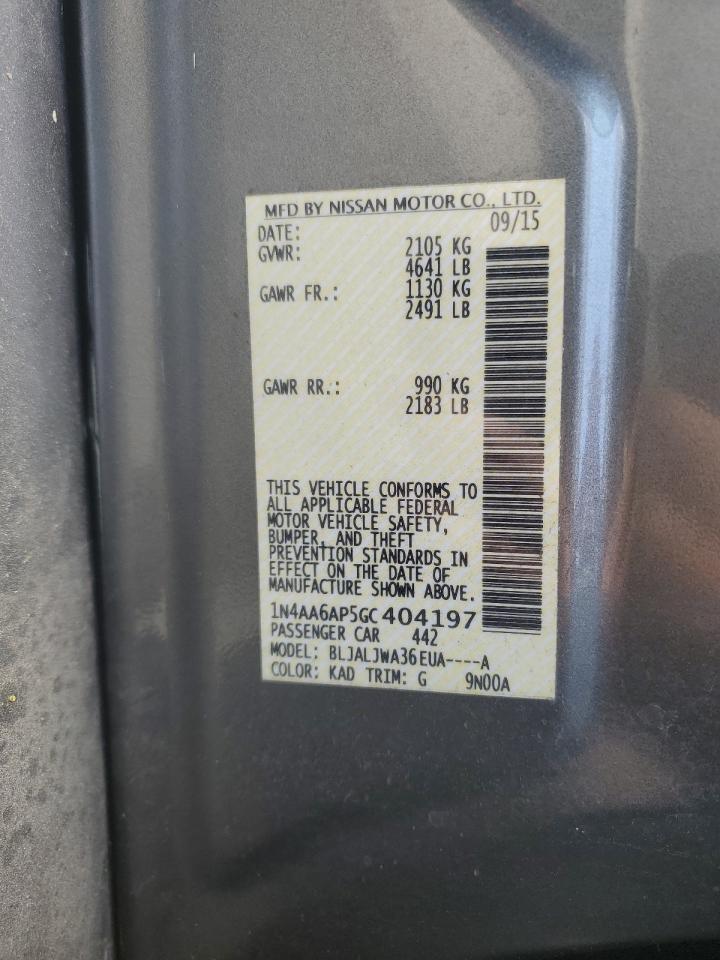 MFD BY NISSAN MOTOR CO., LTD.
DATE: 09/15
GVWR: 2105 KG
4641 LB
GAWR FR.: 1130 KG
2491 LB
GAWR RR.: 990 KG
2183 LB
THIS VEHICLE CONFORMS TO
ALL APPLICABLE FEDERAL
MOTOR VEHICLE SAFETY,
BUMPER, AND THEFT
PREVENTION STANDARDS IN
EFFECT ON THE DATE OF
MANUFACTURE SHOWN ABOVE.
1N4AA6AP5GC404197
PASSENGER CAR 442
MODEL: BLJALJWA36EUA----A
COLOR: KAD TRIM: G 9N00A